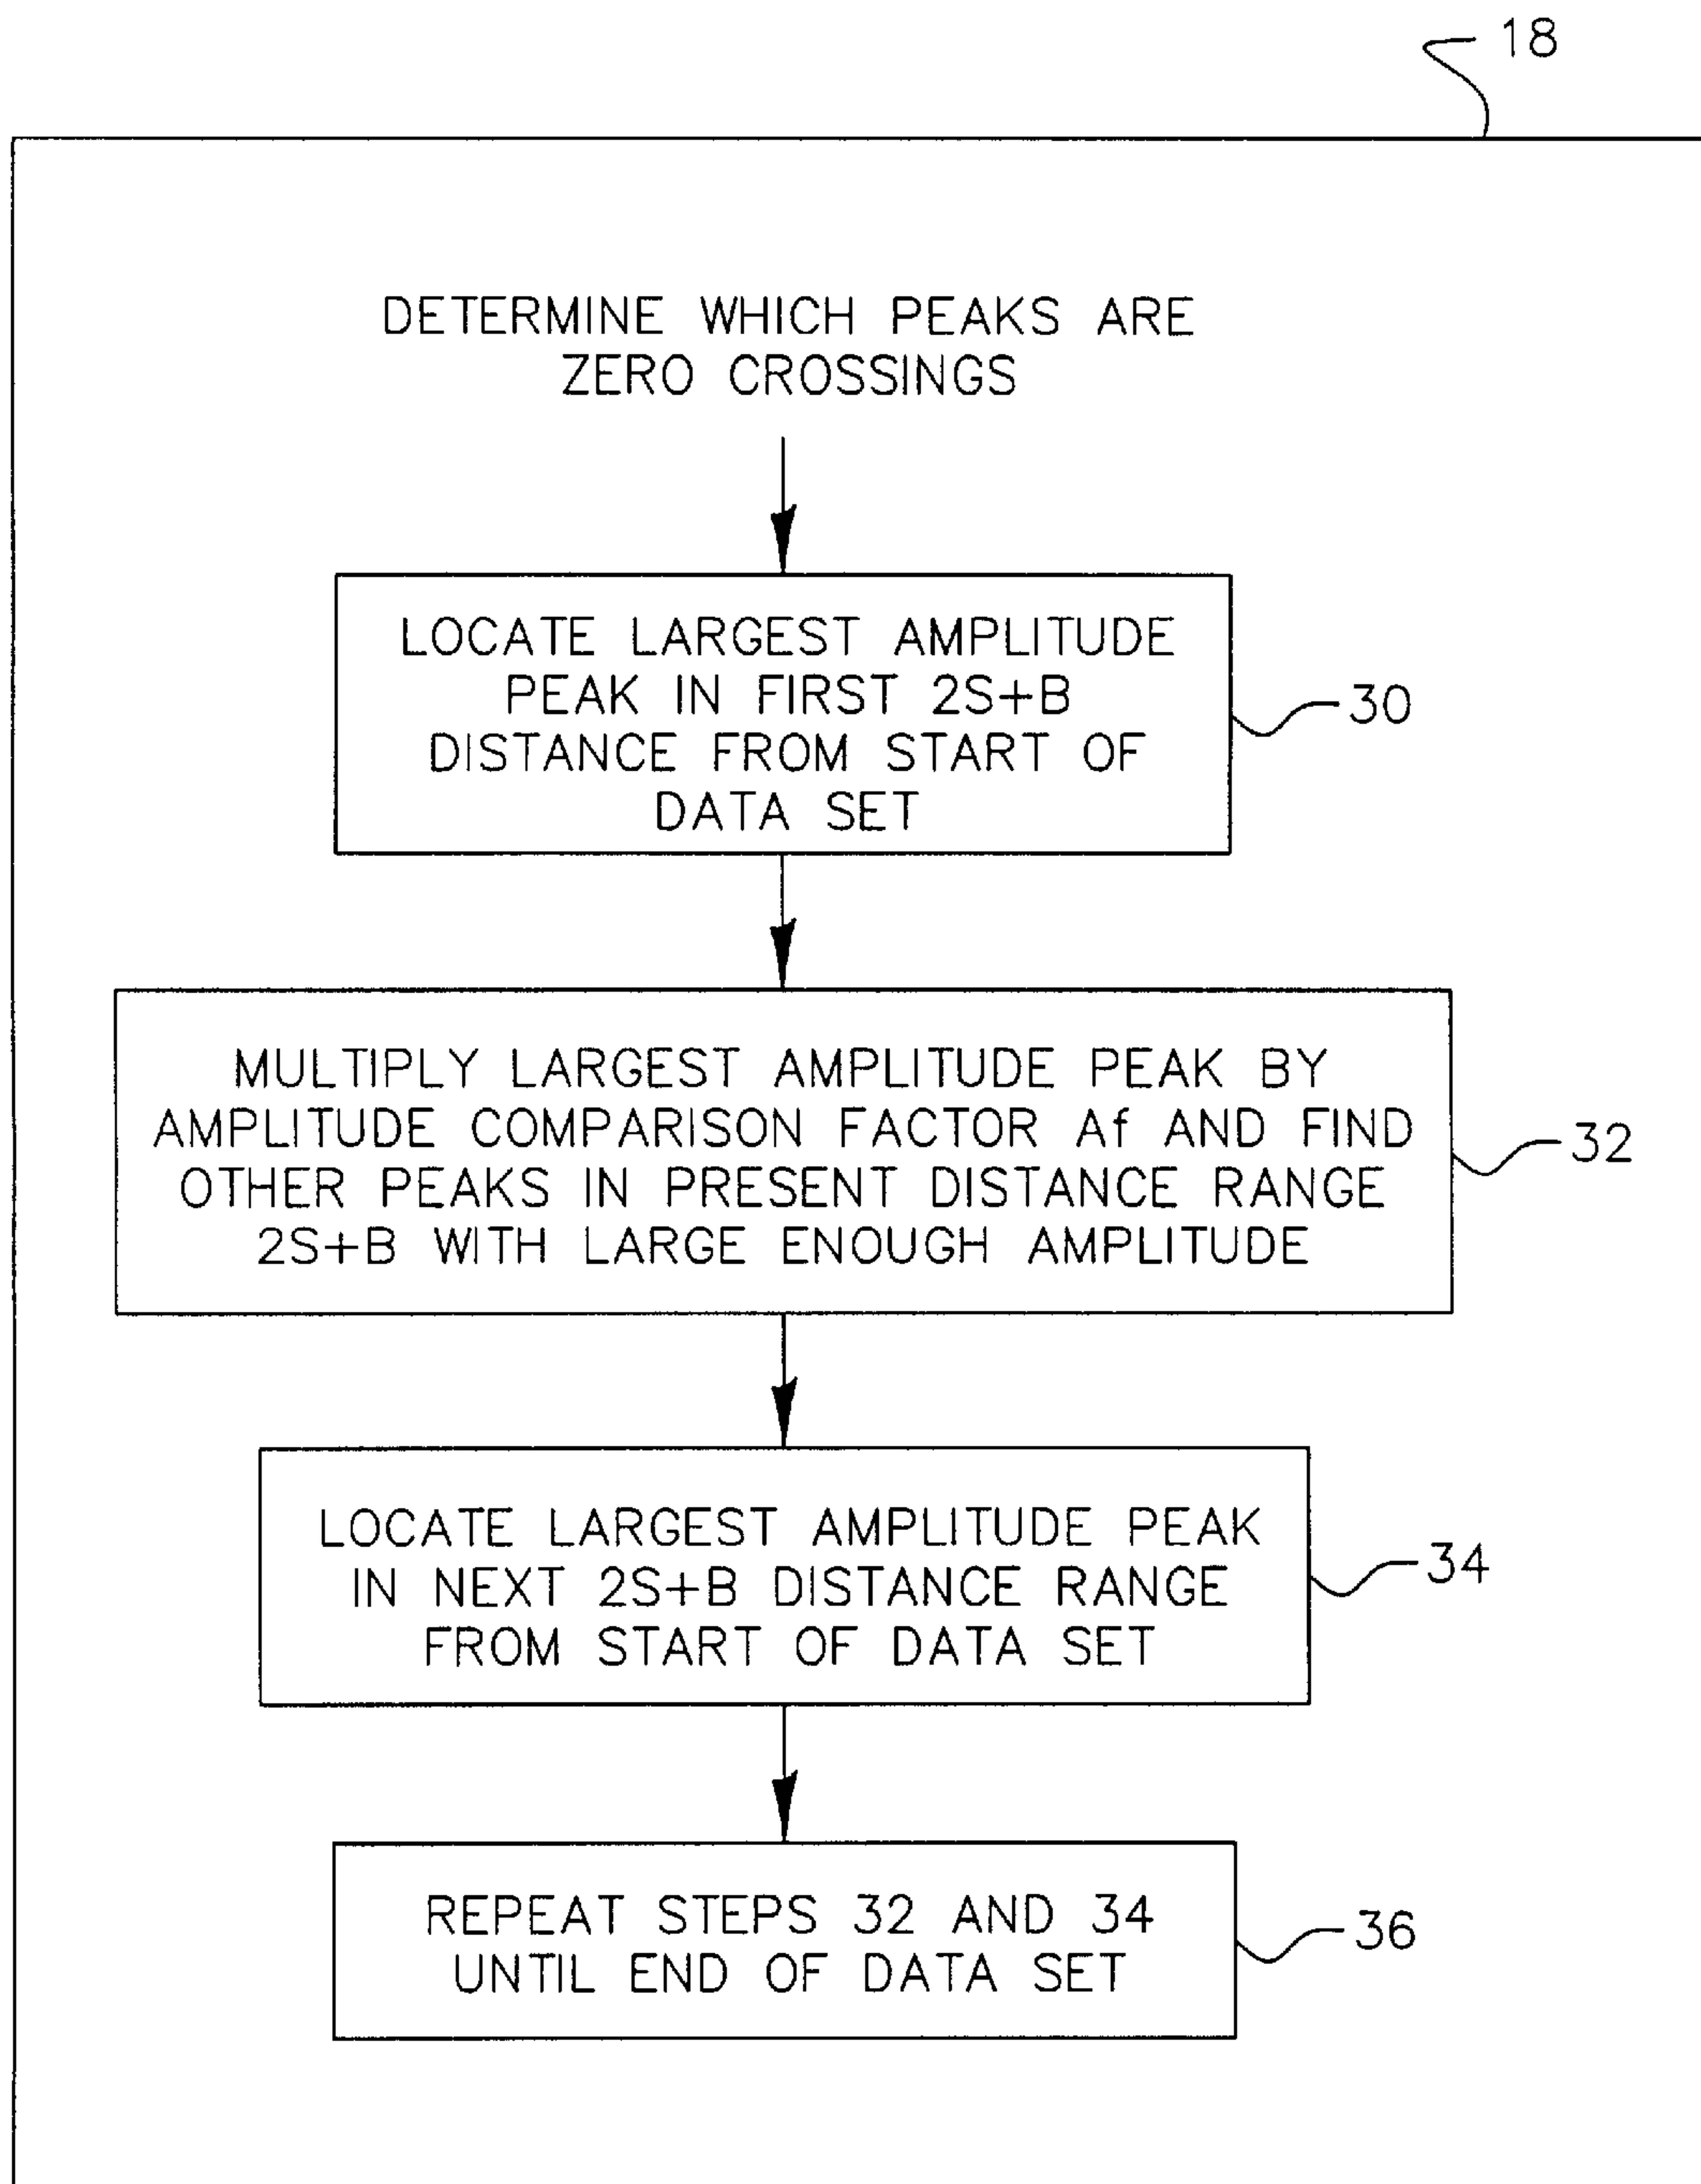 18
DETERMINE WHICH PEAKS ARE
ZERO CROSSINGS
LOCATE LARGEST AMPLITUDE
PEAK IN FIRST 2S+B
DISTANCE FROM START OF
DATA SET
30
MULTIPLY LARGEST AMPLITUDE PEAK BY
AMPLITUDE COMPARISON FACTOR Af AND FIND
OTHER PEAKS IN PRESENT DISTANCE RANGE
2S+B WITH LARGE ENOUGH AMPLITUDE
32
LOCATE LARGEST AMPLITUDE PEAK
IN NEXT 2S+B DISTANCE RANGE
FROM START OF DATA SET
34
REPEAT STEPS 32 AND 34
UNTIL END OF DATA SET
36